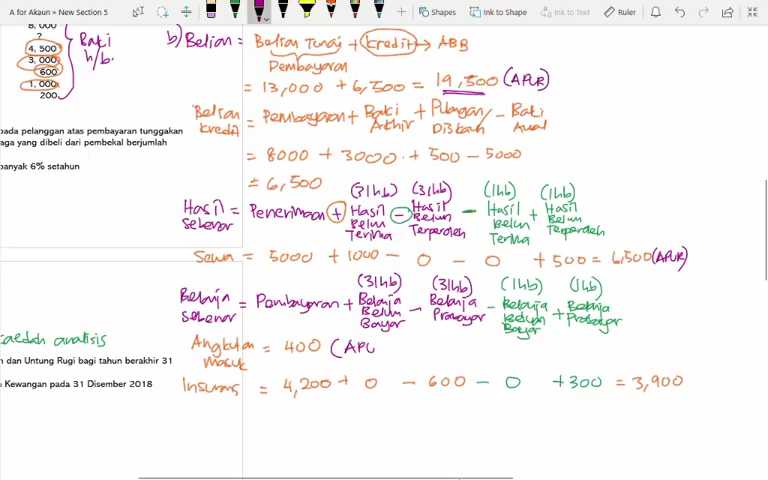 A for Akaun > New Section 5
Shapes
Ink to Shape
Ink to Text
Ruler
8,000
?
4,500
3,000
600
1,000
200
Baki
h/b.
pada pelanggan atas pembayaran tunggakan
aga yang dibeli dari pembekal berjumlah
banyak 6% setahun
aedah analisis
n dan Untung Rugi bagi tahun berakhir 31
Kewangan pada 31 Disember 2018
b) Belian = Belian Tunai + kredit → ABB
Pembayaran
= 13,000 + 6,500 = 19,500 (APUR)
Belian kredit = Pembayaran + Baki Akhir + Pulangan/Diskaun - Baki Awal
= 8000 + 3000 + 500 - 5000
= 6,500
(31hb) (31hb) (1hb) (1hb)
Hasil sebenar = Penerimaan + Hasil Belum Terima - Hasil Belum Terperoleh - Hasil Belum Terima + Hasil Belum Terperoleh
Sewa = 5000 + 1000 - 0 - 0 + 500 = 6,500 (APUR)
(31hb) (31hb) (1hb) (1hb)
Belanja sebenar = Pembayaran + Belanja Belum Bayar - Belanja Prabayar - Belanja Belum Bayar + Belanja Prabayar
Angkutan masuk = 400 (APU
Insurans = 4,200 + 0 - 600 - 0 + 300 = 3,900